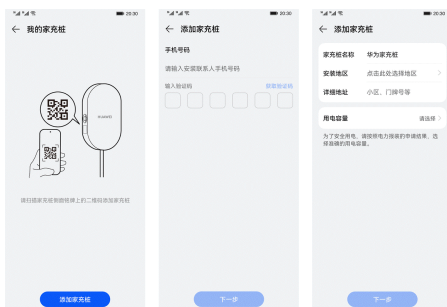 20:30
← 我的家充桩
HUAWEI
请扫描家充桩侧面铭牌上的二维码添加家充桩
添加家充桩
20:30
← 添加家充桩
手机号码
请输入安装联系人手机号码
输入验证码 获取验证码
下一步
20:30
← 添加家充桩
家充桩名称 华为家充桩
安装地区 点击此处选择地区
详细地址 小区、门牌号等
用电容量 请选择
为了安全用电，请按照电力报装的申请结果，选
择准确的用电容量。
下一步